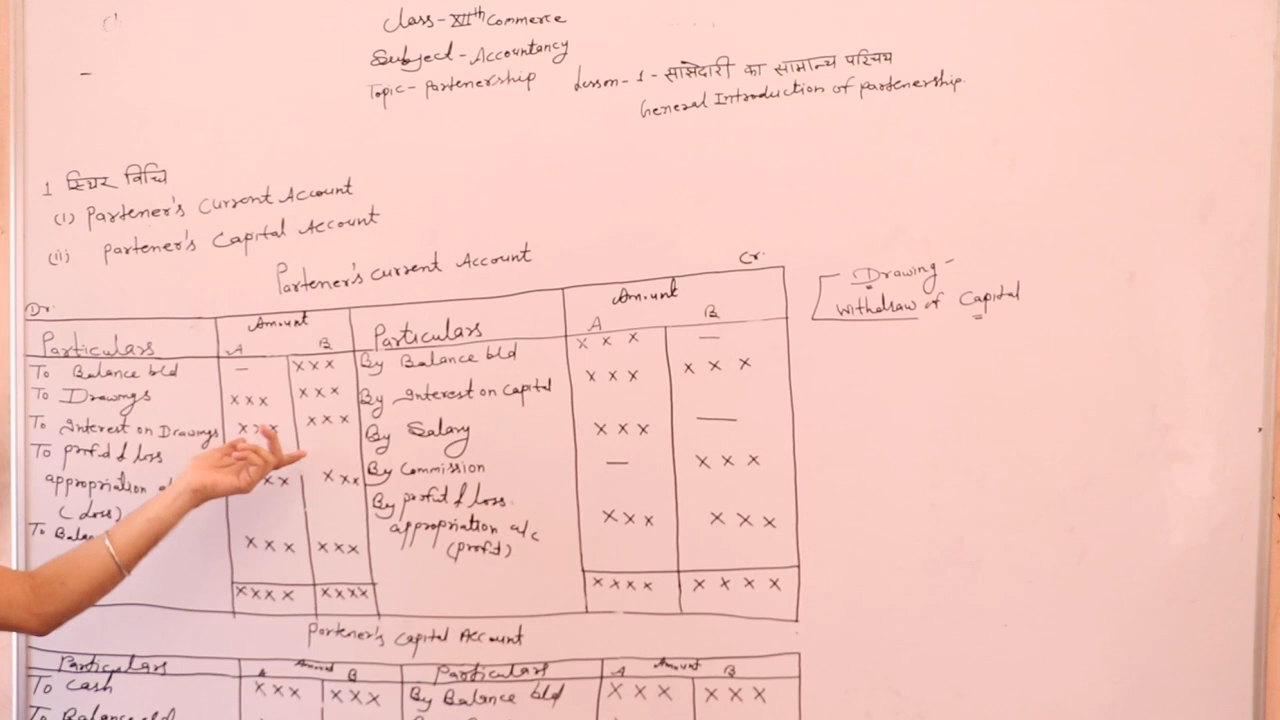 Class - XIIth Commerce
Subject - Accountancy
Topic - Partenership Lesson - 1 - साझेदारी का सामान्य परिचय
General Introduction of partenership.
1 स्थिर विधि
(i) Partener's Current Account
(ii) Partener's Capital Account
Partener's Current Account
Dr. Cr.
Particulars Amount Particulars Amount
A B A B
To Balance b/d — xxx By Balance b/d xxx —
To Drawings xxx xxx By Interest on Capital xxx xxx
To Interest on Drawings xxx xxx By Salary xxx —
To profit & loss By Commission — xxx
appropriation xx xxx By profit & loss
(Loss) appropriation a/c xxx xxx
To xxx xxx (profit)
xxxx xxxx xxxx xxxx
Drawing -
Withdraw of Capital
Partener's Capital Account
Particulars Amount Particulars Amount
A B A B
To Cash xxx xxx By Balance b/d xxx xxx
To Balance